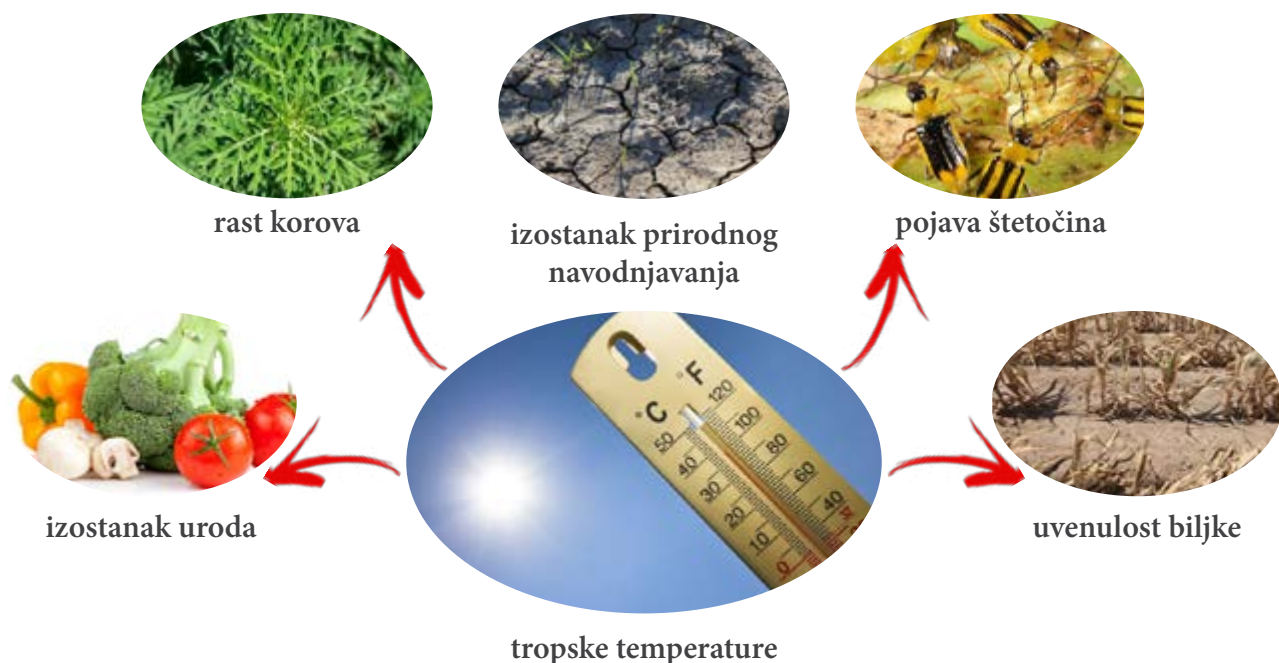 rast korova
izostanak prirodnog
navodnjavanja
pojava štetočina
izostanak uroda
uvenulost biljke
°C
°F
50
40
30
20
10
0
120
100
80
60
40
tropske temperature